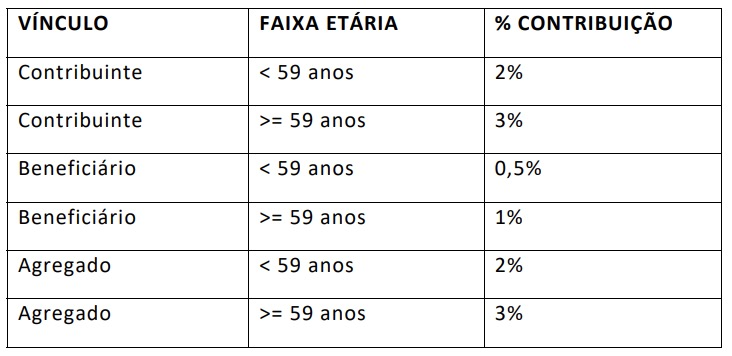 VÍNCULO FAIXA ETÁRIA % CONTRIBUIÇÃO
Contribuinte < 59 anos 2%
Contribuinte >= 59 anos 3%
Beneficiário < 59 anos 0,5%
Beneficiário >= 59 anos 1%
Agregado < 59 anos 2%
Agregado >= 59 anos 3%